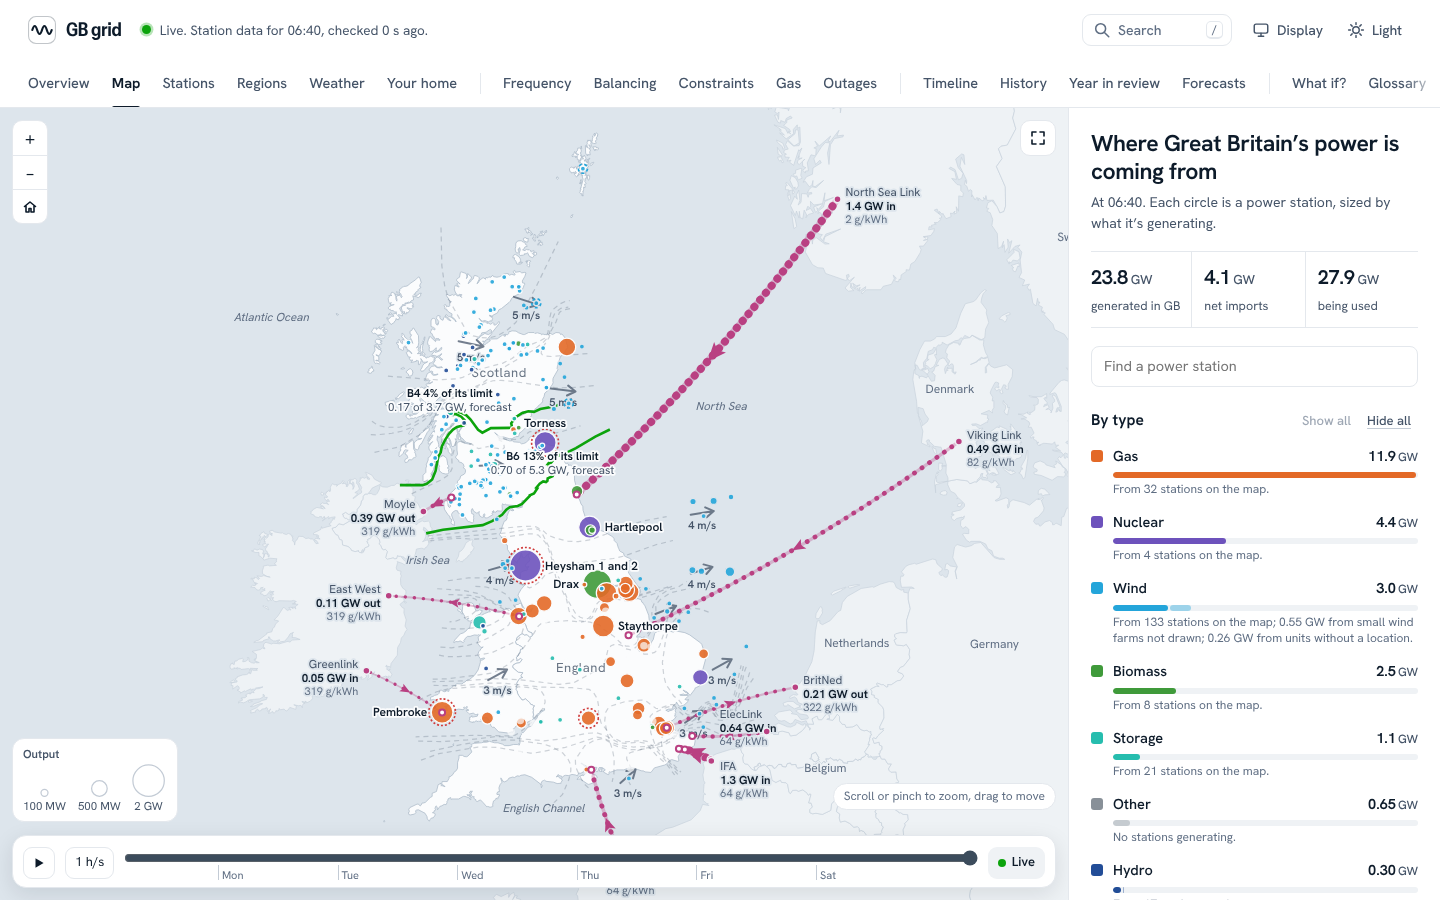 GB grid
Live. Station data for 06:40, checked 0 s ago.
Search
/
Display
Light
Overview
Map
Stations
Regions
Weather
Your home
Frequency
Balancing
Constraints
Gas
Outages
Timeline
History
Year in review
Forecasts
What if?
Glossary
+
−
North Sea Link
1.4 GW in
2 g/kWh
Atlantic Ocean
5 m/s
Scotland
B4 4% of its limit
0.17 of 3.7 GW, forecast
North Sea
Denmark
Torness
B6 13% of its limit
0.70 of 5.3 GW, forecast
Viking Link
0.49 GW in
82 g/kWh
Moyle
0.39 GW out
319 g/kWh
4 m/s
Hartlepool
Irish Sea
Heysham 1 and 2
4 m/s
Drax
4 m/s
East West
0.11 GW out
319 g/kWh
Staythorpe
Netherlands
Germany
Greenlink
0.05 GW in
319 g/kWh
England
3 m/s
3 m/s
BritNed
0.21 GW out
322 g/kWh
Pembroke
ElecLink
0.64 GW in
64 g/kWh
IFA
1.3 GW in
64 g/kWh
Belgium
3 m/s
English Channel
Output
100 MW
500 MW
2 GW
Scroll or pinch to zoom, drag to move
1 h/s
Mon
Tue
Wed
Thu
Fri
Sat
Live
64 g/kWh
Where Great Britain’s power is
coming from
At 06:40. Each circle is a power station, sized by
what it’s generating.
23.8 GW
generated in GB
4.1 GW
net imports
27.9 GW
being used
Find a power station
By type
Show all
Hide all
Gas
11.9 GW
From 32 stations on the map.
Nuclear
4.4 GW
From 4 stations on the map.
Wind
3.0 GW
From 133 stations on the map; 0.55 GW from small wind
farms not drawn; 0.26 GW from units without a location.
Biomass
2.5 GW
From 8 stations on the map.
Storage
1.1 GW
From 21 stations on the map.
Other
0.65 GW
No stations generating.
Hydro
0.30 GW